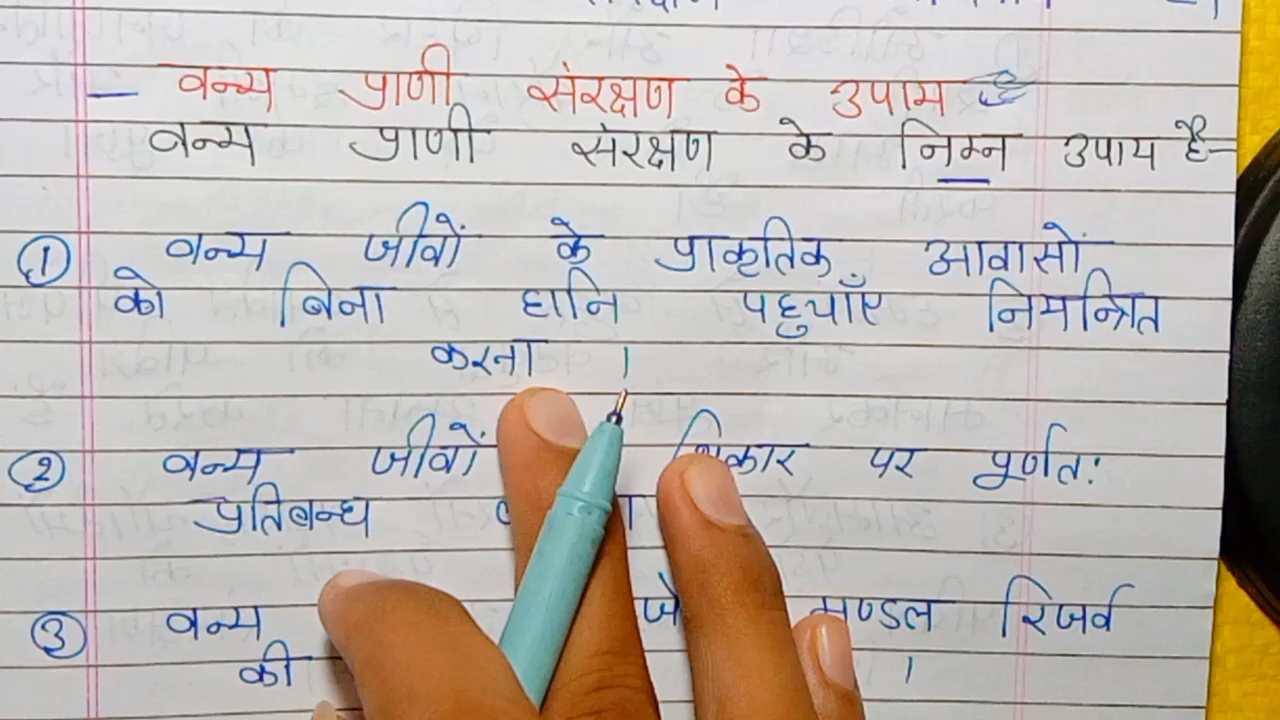 वन्य प्राणी संरक्षण के उपाय
वन्य प्राणी संरक्षण के निम्न उपाय है-
① वन्य जीवों के प्राकृतिक आवासों
को बिना हानि पहुचाँए नियन्त्रित
करना ।
② वन्य जीवों शिकार पर पूर्णत:
प्रतिबन्ध
③ वन्य मण्डल रिजर्व
की ।